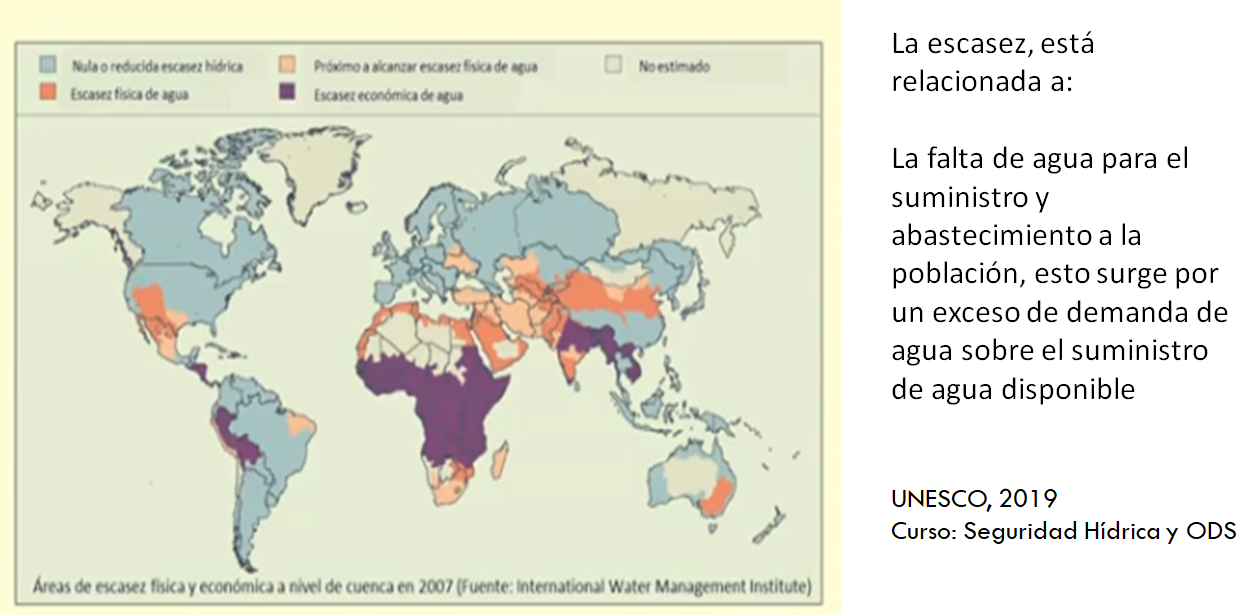 Nula o reducida escasez hídrica
Próximo a alcanzar escasez física de agua
No estimado
Escasez física de agua
Escasez económica de agua
Áreas de escasez física y económica a nivel de cuenca en 2007 (Fuente: International Water Management Institute)
La escasez, está
relacionada a:
La falta de agua para el
suministro y
abastecimiento a la
población, esto surge por
un exceso de demanda de
agua sobre el suministro
de agua disponible
UNESCO, 2019
Curso: Seguridad Hídrica y ODS